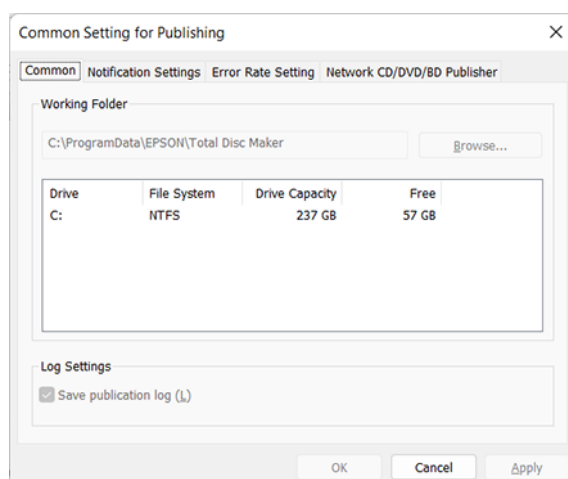 Common Setting for Publishing
Common Notification Settings Error Rate Setting Network CD/DVD/BD Publisher
Working Folder
C:\ProgramData\EPSON\Total Disc Maker Browse...
Drive File System Drive Capacity Free
C: NTFS 237 GB 57 GB
Log Settings
Save publication log (L)
OK Cancel Apply